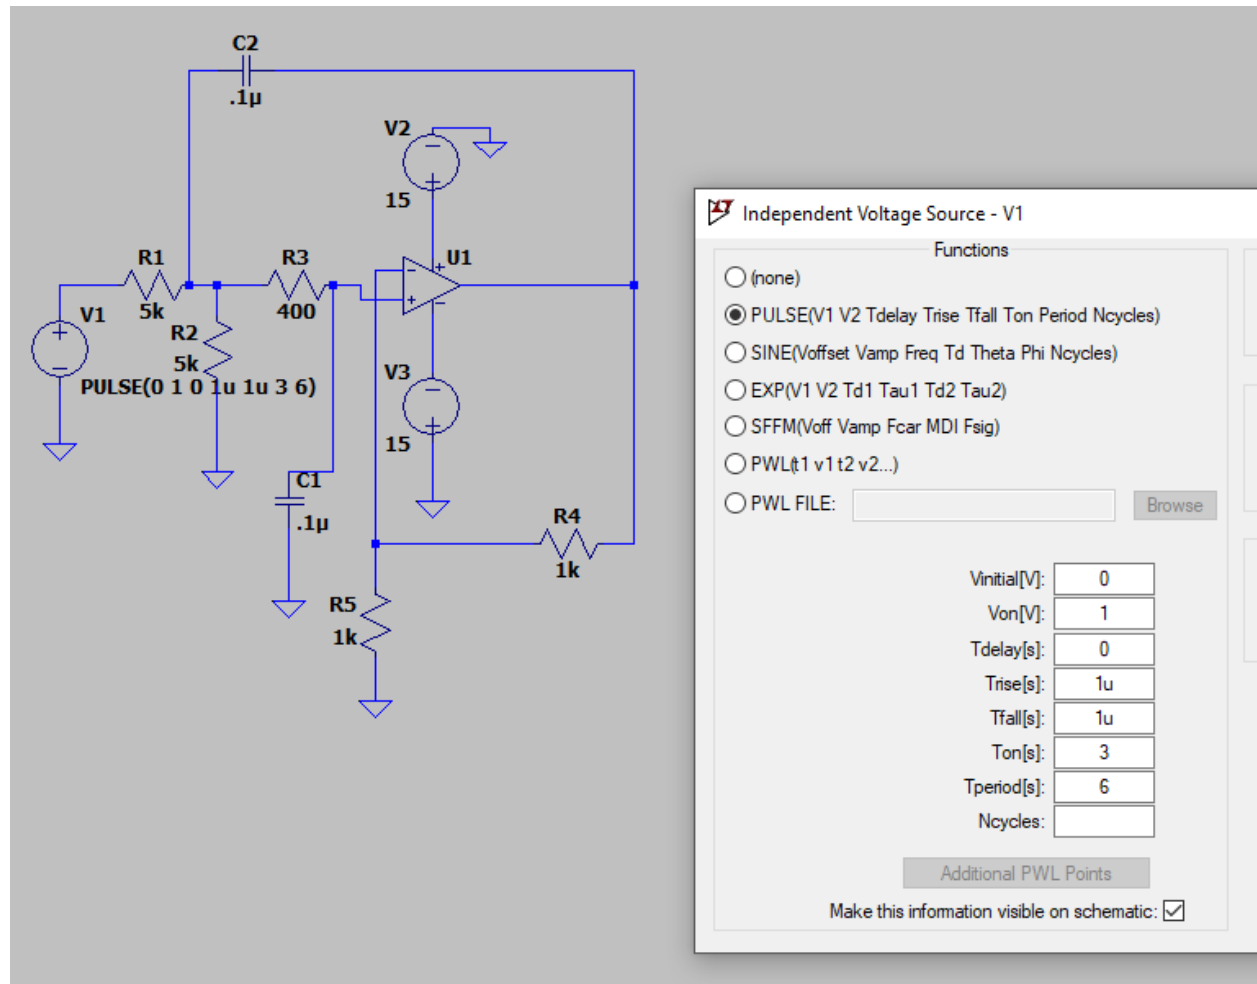 C2
.1µ
V2
15
R1
5k
R3
400
U1
V1
R2
5k
PULSE(0 1 0 1u 1u 3 6)
V3
15
C1
.1µ
R4
1k
R5
1k
Independent Voltage Source - V1
Functions
(none)
PULSE(V1 V2 Tdelay Trise Tfall Ton Period Ncycles)
SINE(Voffset Vamp Freq Td Theta Phi Ncycles)
EXP(V1 V2 Td1 Tau1 Td2 Tau2)
SFFM(Voff Vamp Fcar MDI Fsig)
PWL(t1 v1 t2 v2...)
PWL FILE: Browse
Vinitial[V]: 0
Von[V]: 1
Tdelay[s]: 0
Trise[s]: 1u
Tfall[s]: 1u
Ton[s]: 3
Tperiod[s]: 6
Ncycles:
Additional PWL Points
Make this information visible on schematic: